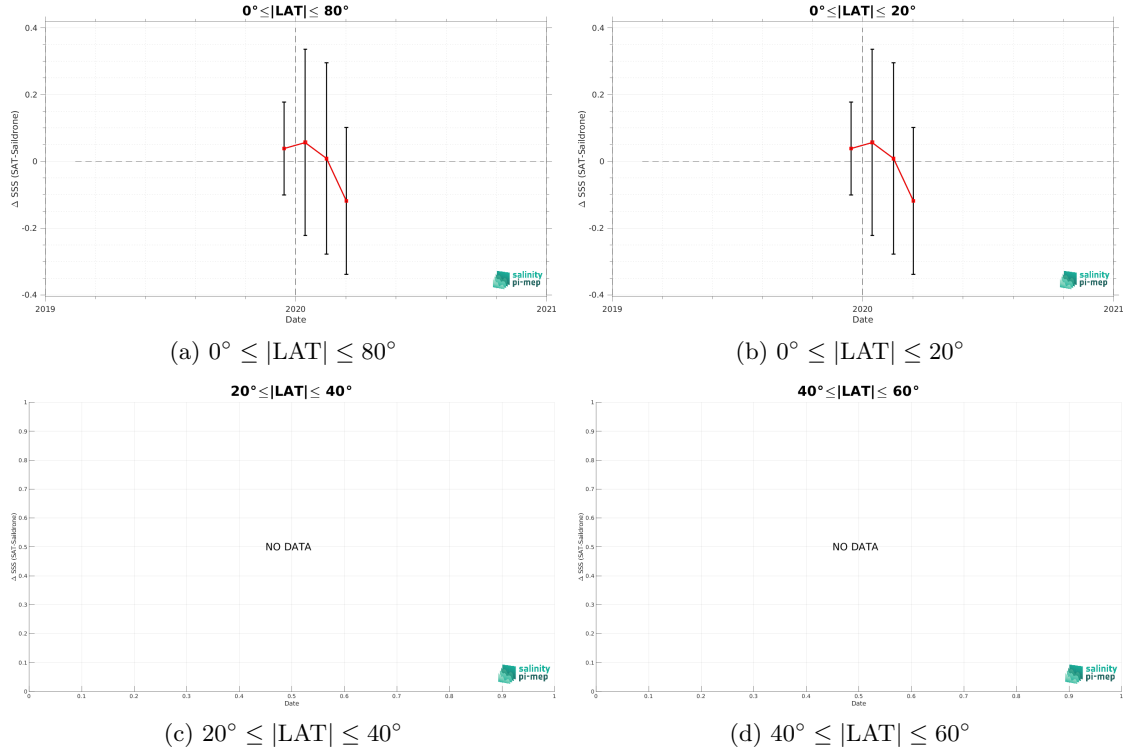 0°≤|LAT|≤ 80°
0.4
0.2
0
-0.2
-0.4
Δ SSS (SAT-Saildrone)
2019
2020
2021
Date
salinity
pi-mep
(a) 0° ≤ |LAT| ≤ 80°
0°≤|LAT|≤ 20°
0.4
0.2
0
-0.2
-0.4
Δ SSS (SAT-Saildrone)
2019
2020
2021
Date
salinity
pi-mep
(b) 0° ≤ |LAT| ≤ 20°
20°≤|LAT|≤ 40°
1
0.9
0.8
0.7
0.6
0.5
0.4
0.3
0.2
0.1
0
Δ SSS (SAT-Saildrone)
NO DATA
0 0.1 0.2 0.3 0.4 0.5 0.6 0.7 0.8 0.9 1
Date
salinity
pi-mep
(c) 20° ≤ |LAT| ≤ 40°
40°≤|LAT|≤ 60°
1
0.9
0.8
0.7
0.6
0.5
0.4
0.3
0.2
0.1
0
Δ SSS (SAT-Saildrone)
NO DATA
0 0.1 0.2 0.3 0.4 0.5 0.6 0.7 0.8 0.9 1
Date
salinity
pi-mep
(d) 40° ≤ |LAT| ≤ 60°